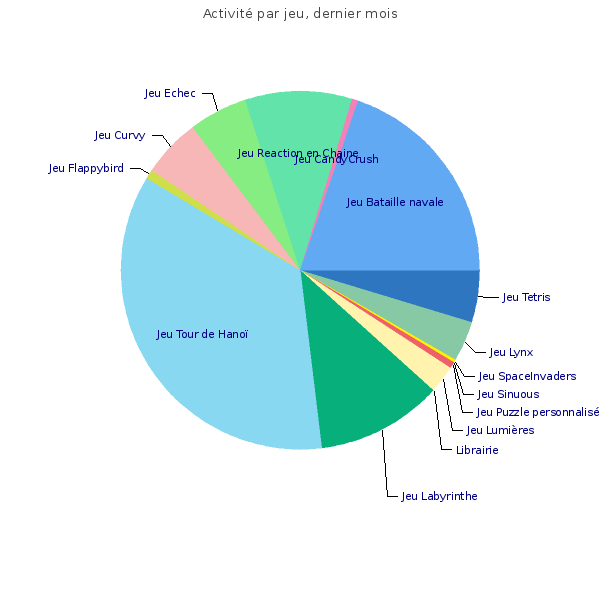 Activité par jeu, dernier mois
Jeu Echec
Jeu Curvy
Jeu Reaction en Chaine
Jeu CandyCrush
Jeu Flappybird
Jeu Bataille navale
Jeu Tetris
Jeu Tour de Hanoï
Jeu Lynx
Jeu SpaceInvaders
Jeu Sinuous
Jeu Puzzle personnalisé
Jeu Lumières
Librairie
Jeu Labyrinthe